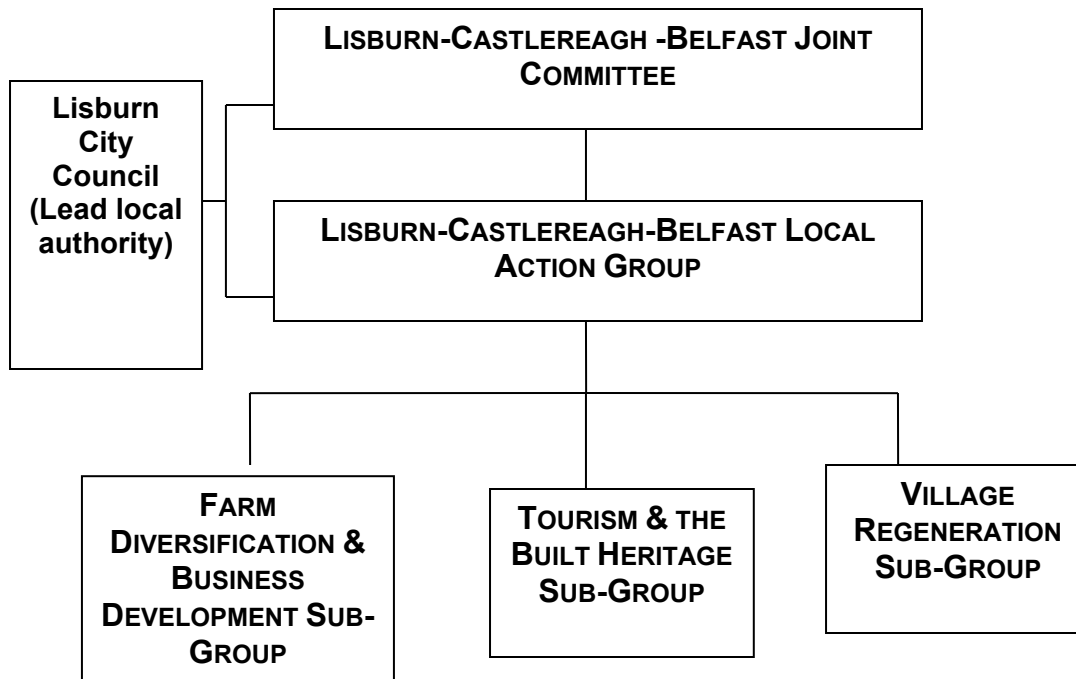 LISBURN-CASTLEREAGH -BELFAST JOINT
COMMITTEE
Lisburn
City
Council
(Lead local
authority)
LISBURN-CASTLEREAGH-BELFAST LOCAL
ACTION GROUP
FARM
DIVERSIFICATION &
BUSINESS
DEVELOPMENT SUB-
GROUP
TOURISM & THE
BUILT HERITAGE
SUB-GROUP
VILLAGE
REGENERATION
SUB-GROUP